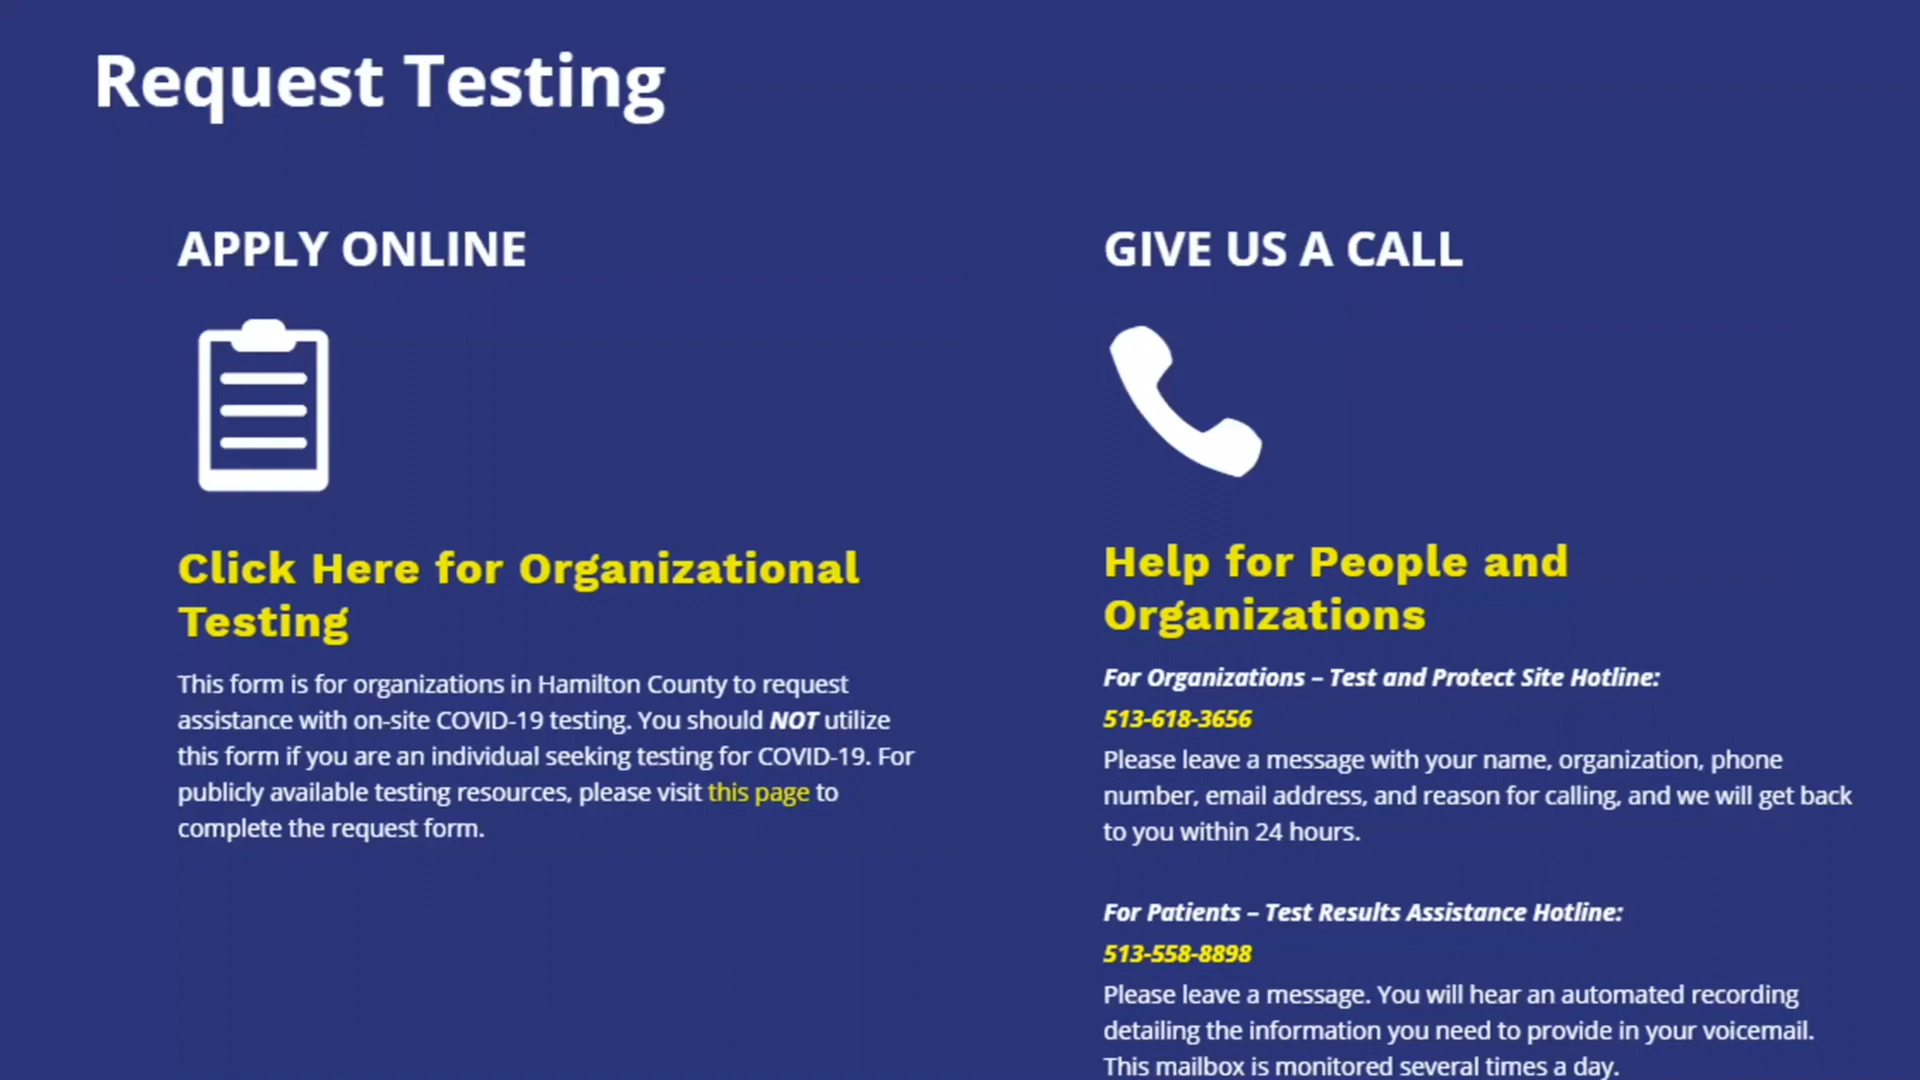 Request Testing
APPLY ONLINE
Click Here for Organizational
Testing
This form is for organizations in Hamilton County to request
assistance with on-site COVID-19 testing. You should NOT utilize
this form if you are an individual seeking testing for COVID-19. For
publicly available testing resources, please visit this page to
complete the request form.
GIVE US A CALL
Help for People and
Organizations
For Organizations – Test and Protect Site Hotline:
513-618-3656
Please leave a message with your name, organization, phone
number, email address, and reason for calling, and we will get back
to you within 24 hours.
For Patients – Test Results Assistance Hotline:
513-558-8898
Please leave a message. You will hear an automated recording
detailing the information you need to provide in your voicemail.
This mailbox is monitored several times a day.